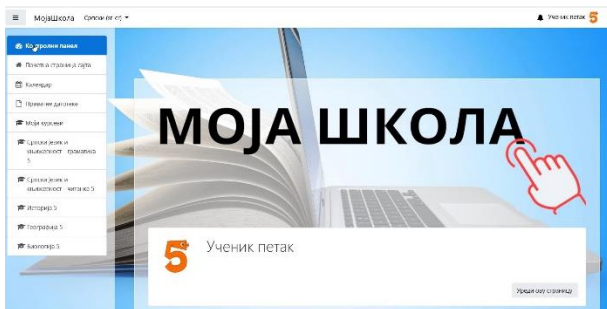 МојаШкола Српски (sr-cr)
Ученик петак 5
Контролни панел
Почетна страница сајта
Календар
Приватне датотеке
Моји курсеви
Српски језик и
књижевност - граматика
5
Српски језик и
књижевност - читанка 5
Историја 5
Географија 5
Биологија 5
МОЈА ШКОЛА
5+ Ученик петак
Уреди ову страницу